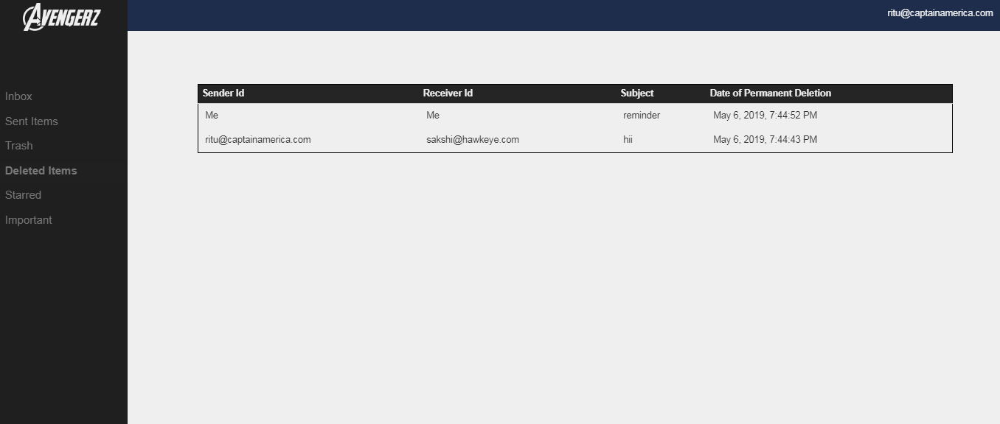 AVENGERZ
ritu@captainamerica.com
Inbox
Sent Items
Trash
Deleted Items
Starred
Important
Sender Id Receiver Id Subject Date of Permanent Deletion
Me Me reminder May 6, 2019, 7:44:52 PM
ritu@captainamerica.com sakshi@hawkeye.com hii May 6, 2019, 7:44:43 PM